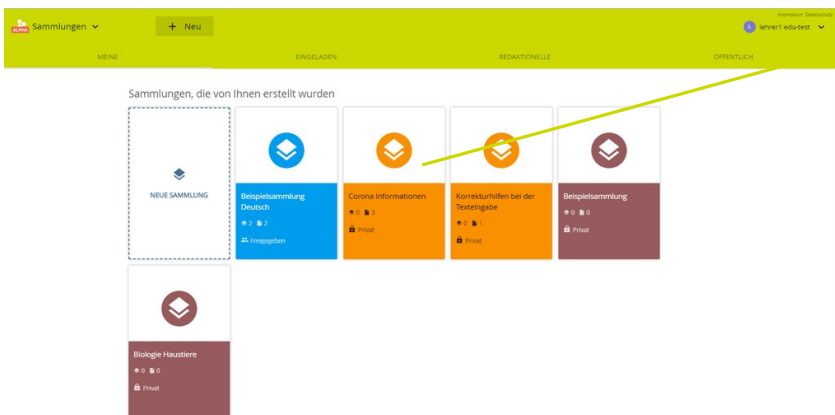 Impressum Datenschutz
ALPHA
Sammlungen
+ Neu
L
lehrer1 edu-test
MEINE
EINGELADEN
REDAKTIONELLE
ÖFFENTLICH
Sammlungen, die von Ihnen erstellt wurden
NEUE SAMMLUNG
Beispielsammlung
Deutsch
2 2
Freigegeben
Corona Informationen
0 3
Privat
Korrekturhilfen bei der
Texteingabe
0 1
Privat
Beispielsammlung
0 0
Privat
Biologie Haustiere
0 0
Privat